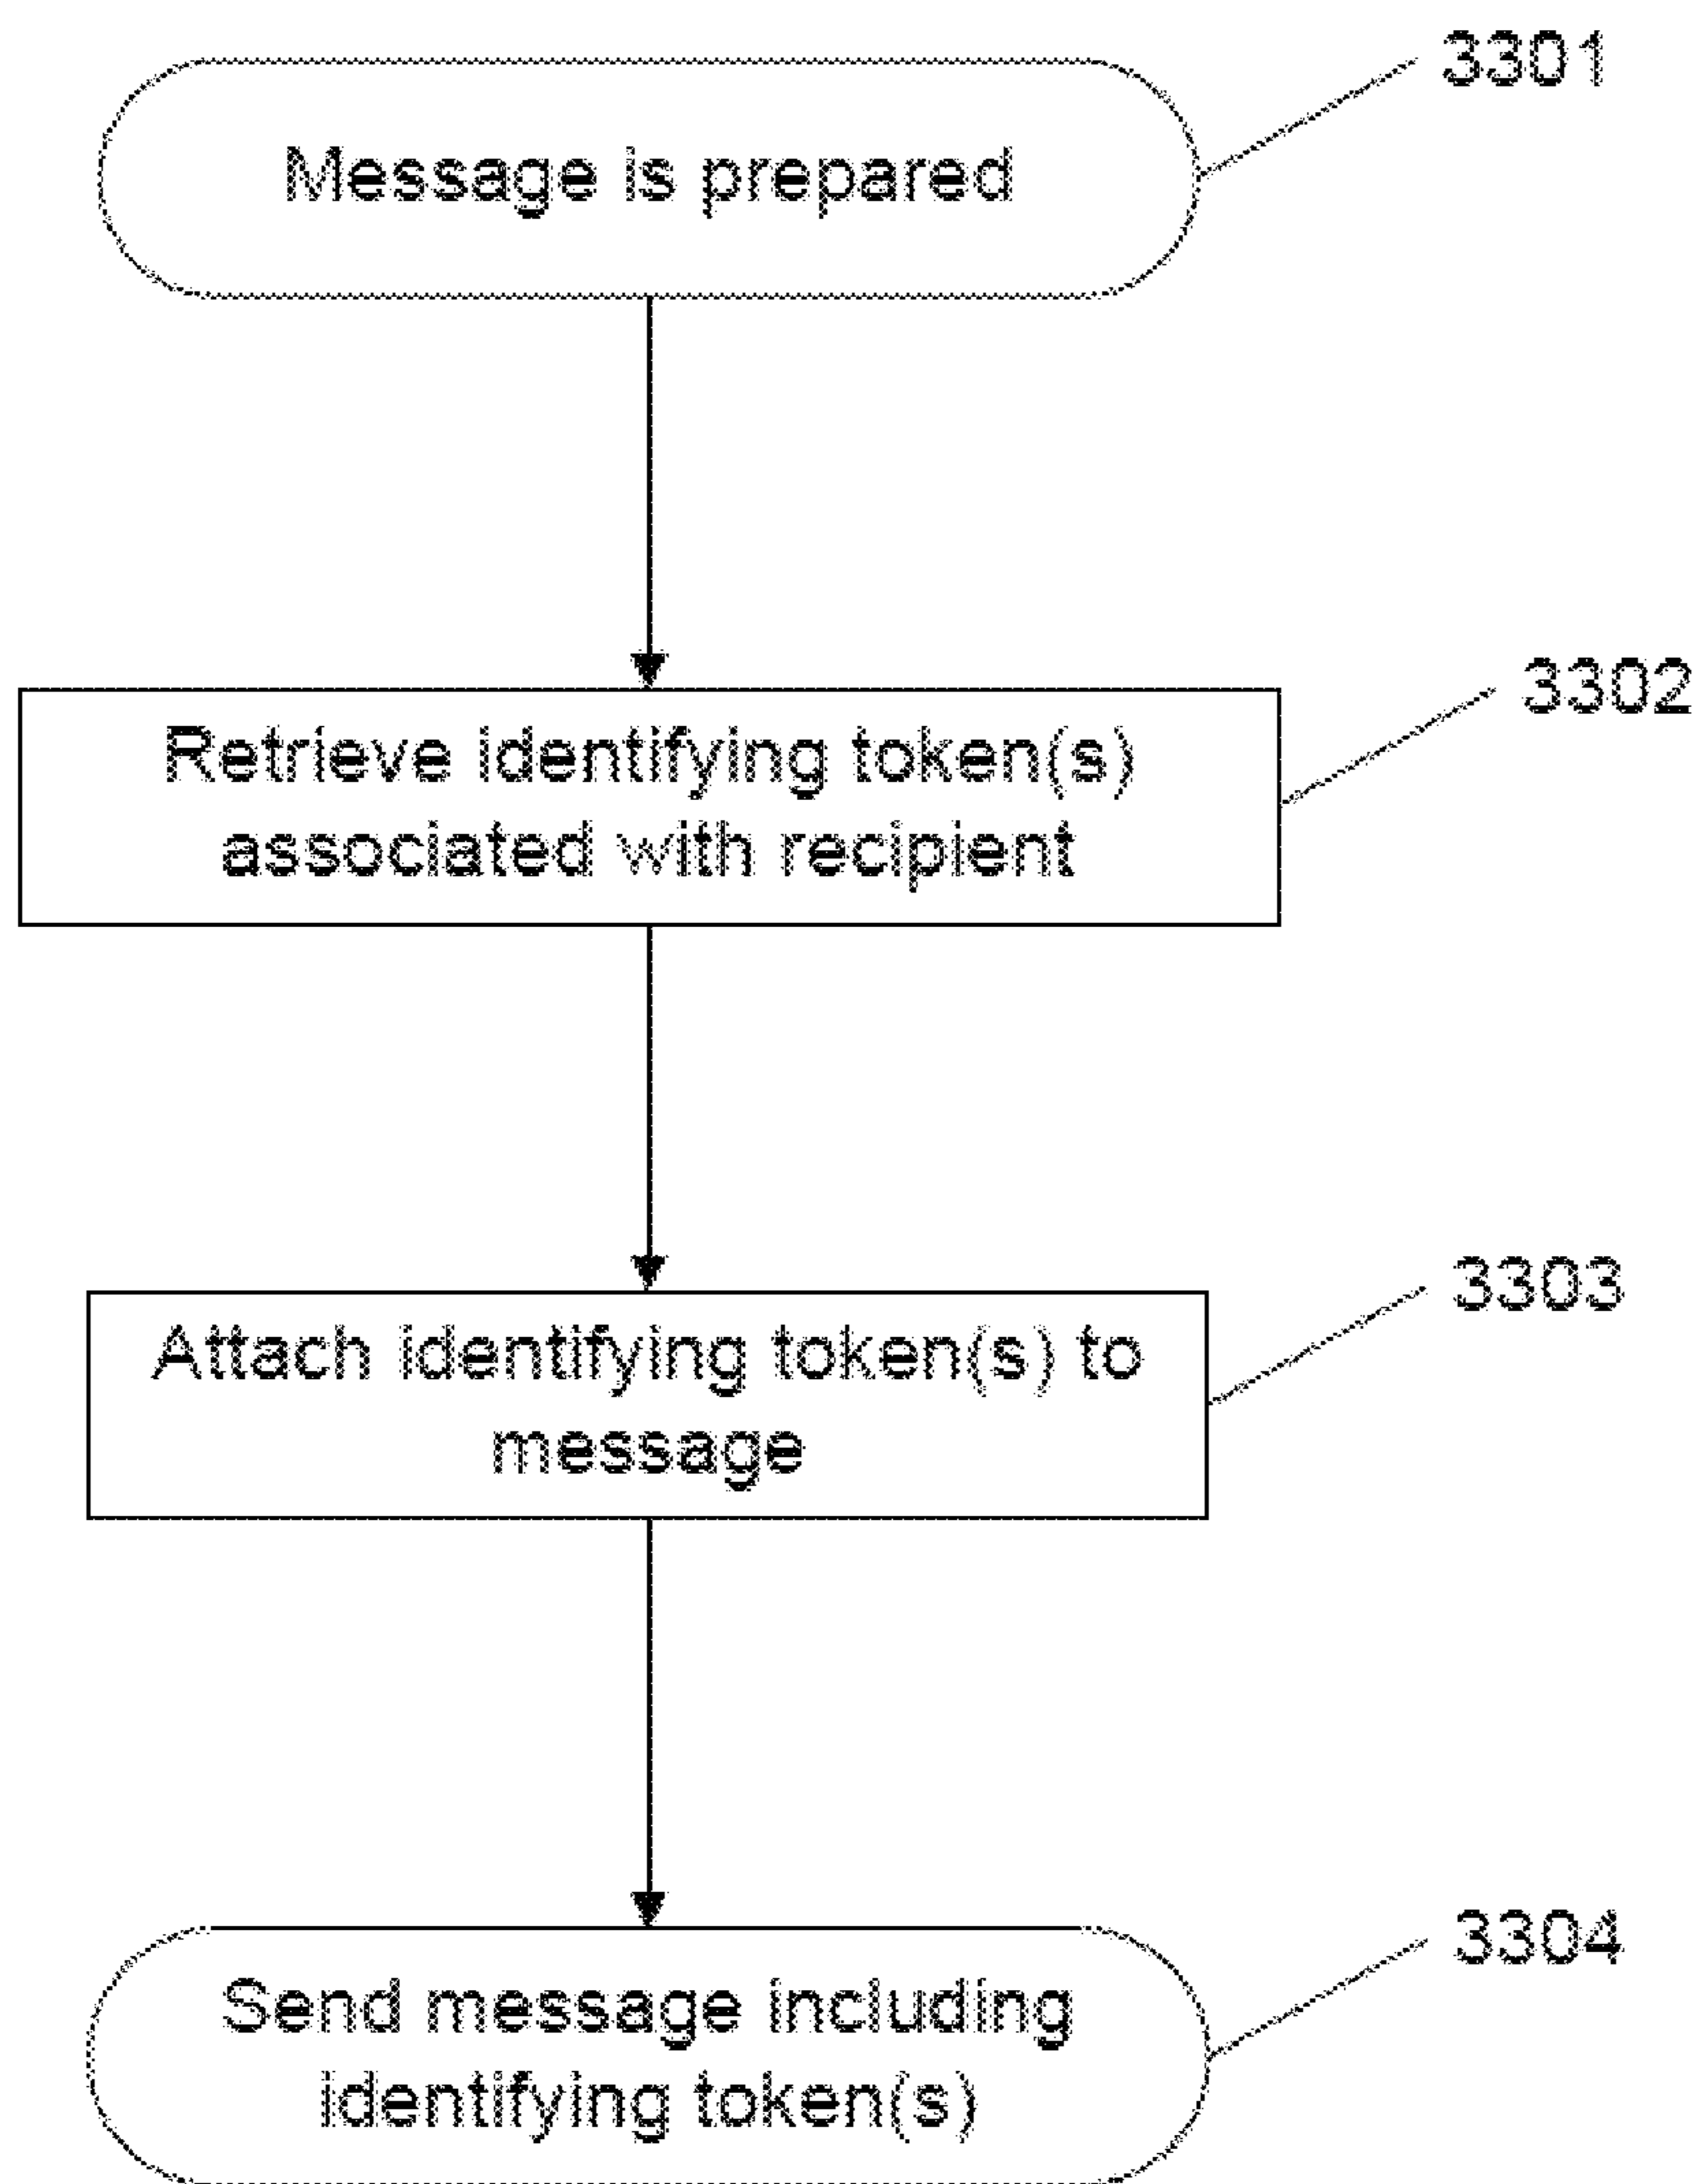 3301
Message is prepared
3302
Retrieve identifying token(s)
associated with recipient
3303
Attach identifying token(s) to
message
3304
Send message including
identifying token(s)